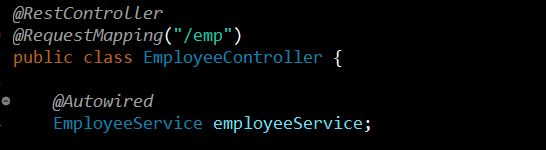 @RestController
@RequestMapping("/emp")
public class EmployeeController {
@Autowired
EmployeeService employeeService;